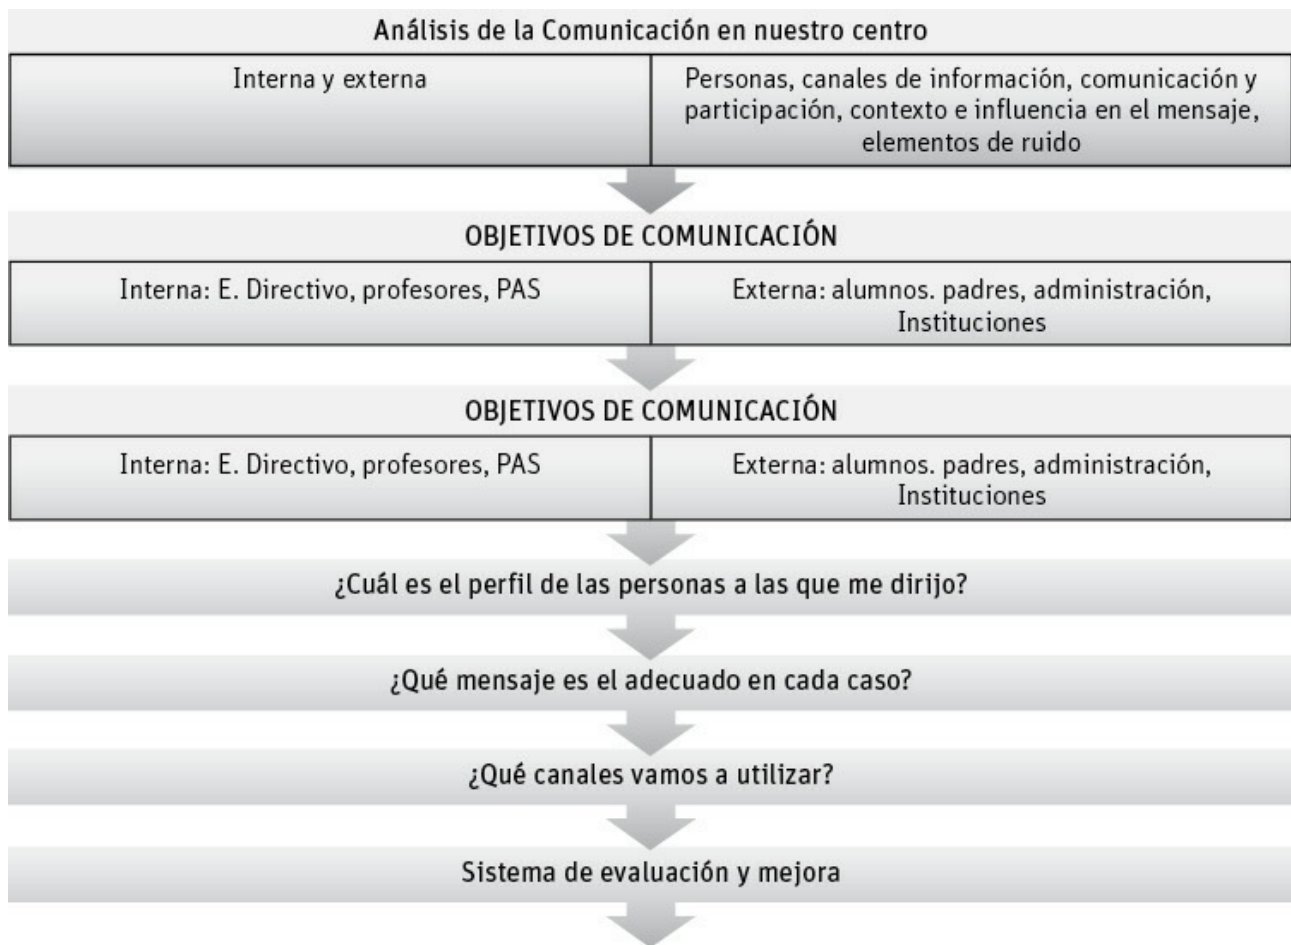 Análisis de la Comunicación en nuestro centro
Interna y externa
Personas, canales de información, comunicación y
participación, contexto e influencia en el mensaje,
elementos de ruido
OBJETIVOS DE COMUNICACIÓN
Interna: E. Directivo, profesores, PAS
Externa: alumnos. padres, administración,
Instituciones
OBJETIVOS DE COMUNICACIÓN
Interna: E. Directivo, profesores, PAS
Externa: alumnos. padres, administración,
Instituciones
¿Cuál es el perfil de las personas a las que me dirijo?
¿Qué mensaje es el adecuado en cada caso?
¿Qué canales vamos a utilizar?
Sistema de evaluación y mejora